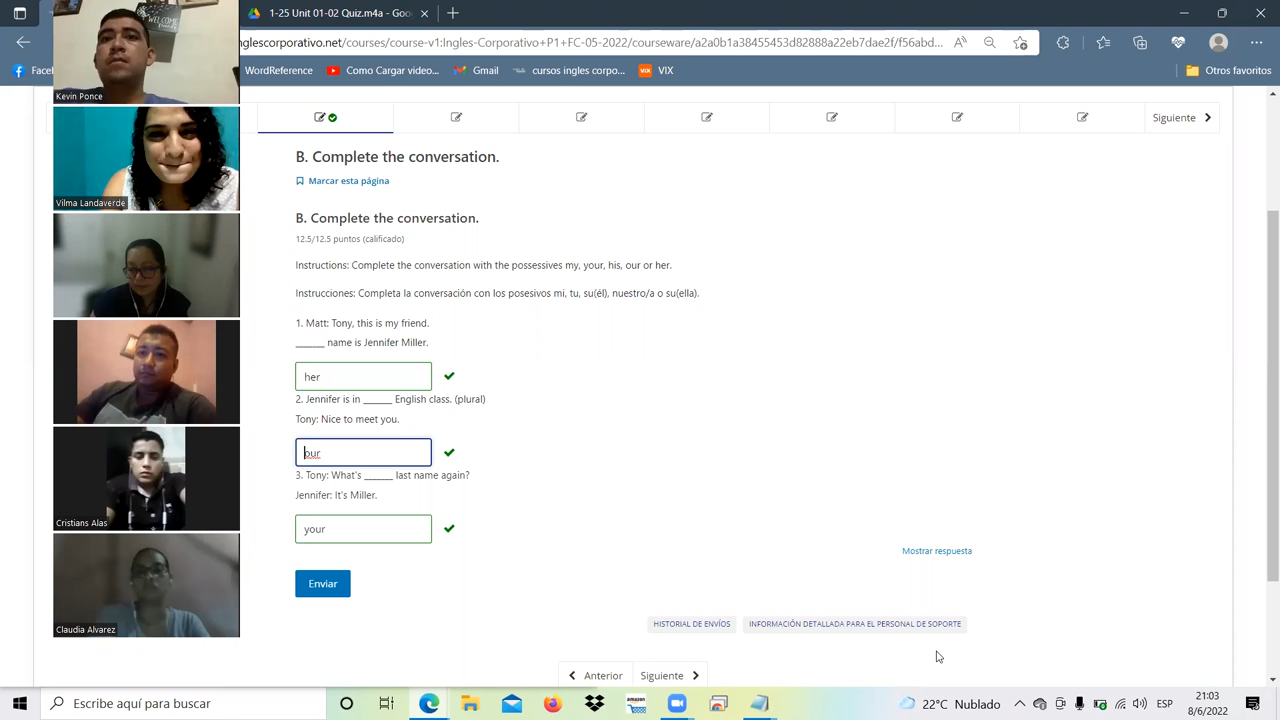 WELCOME
Kevin Ponce
Vilma Landaverde
Cristians Alas
Claudia Alvarez
1-25 Unit 01-02 Quiz.m4a - Goo
nglescorporativo.net/courses/course-v1:Ingles-Corporativo+P1+FC-05-2022/courseware/a2a0b1a38455453d82888a22eb7dae2f/f56abd...
Faceb
WordReference
Como Cargar video...
Gmail
cursos ingles corpo...
VIX
VIX
Otros favoritos
Siguiente
B. Complete the conversation.
Marcar esta página
B. Complete the conversation.
12.5/12.5 puntos (calificado)
Instructions: Complete the conversation with the possessives my, your, his, our or her.
Instrucciones: Completa la conversación con los posesivos mi, tu, su(él), nuestro/a o su(ella).
1. Matt: Tony, this is my friend.
______ name is Jennifer Miller.
her
2. Jennifer is in ______ English class. (plural)
Tony: Nice to meet you.
our
3. Tony: What's ______ last name again?
Jennifer: It's Miller.
your
Mostrar respuesta
Enviar
HISTORIAL DE ENVÍOS
INFORMACIÓN DETALLADA PARA EL PERSONAL DE SOPORTE
Anterior
Siguiente
Escribe aquí para buscar
amazon
22°C Nublado
ESP
21:03
8/6/2022